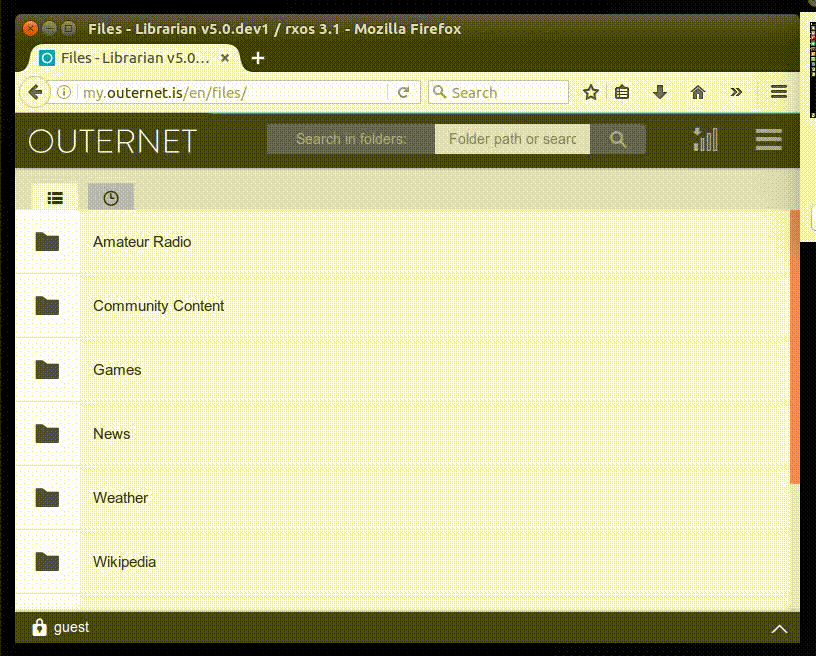 Files - Librarian v5.0.dev1 / rxos 3.1 - Mozilla Firefox
Files - Librarian v5.0...
my.outernet.is/en/files/
Search
OUTERNET
Search in folders:
Folder path or searc
Amateur Radio
Community Content
Games
News
Weather
Wikipedia
guest